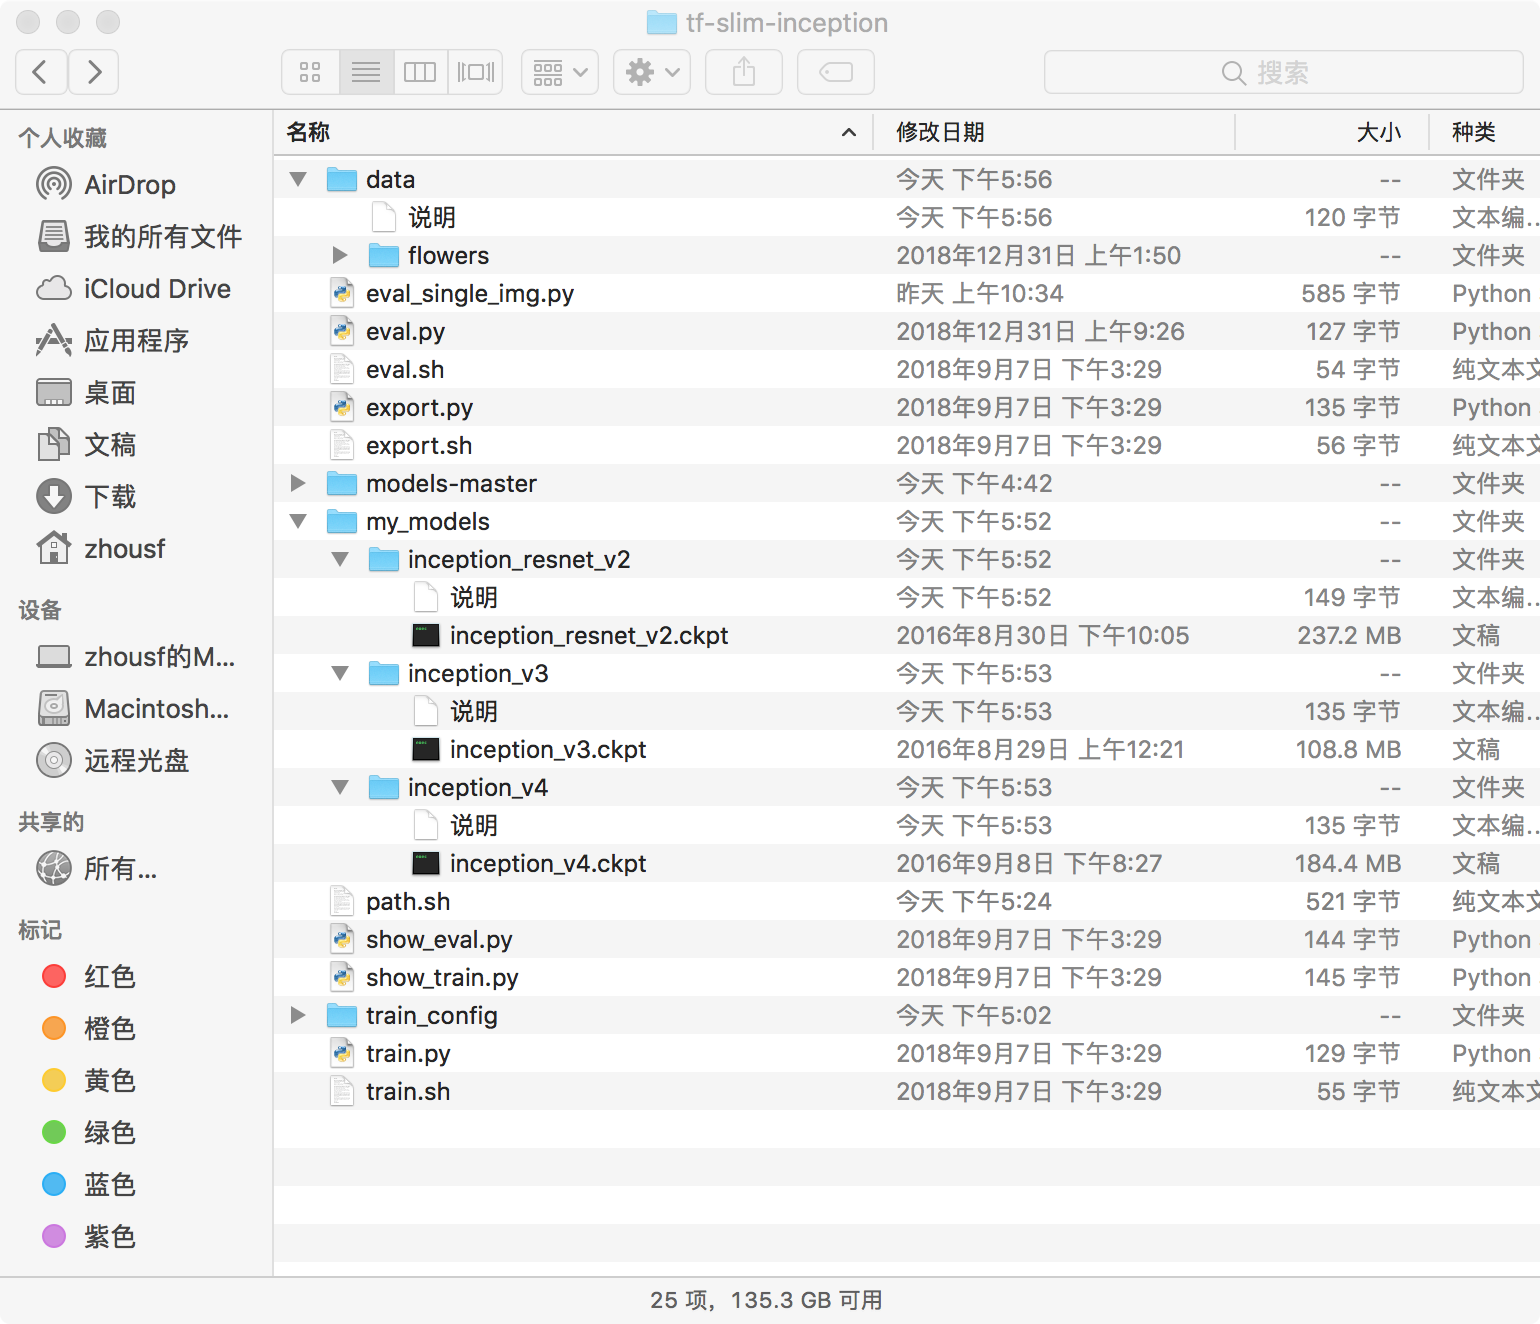 tf-slim-inception
搜索
个人收藏
AirDrop
我的所有文件
iCloud Drive
应用程序
桌面
文稿
下载
zhousf
设备
zhousf的M...
Macintosh...
远程光盘
共享的
所有...
标记
红色
橙色
黄色
绿色
蓝色
紫色
名称 修改日期 大小 种类
data 今天 下午5:56 -- 文件夹
说明 今天 下午5:56 120 字节 文本编...
flowers 2018年12月31日 上午1:50 -- 文件夹
eval_single_img.py 昨天 上午10:34 585 字节 Python
eval.py 2018年12月31日 上午9:26 127 字节 Python
eval.sh 2018年9月7日 下午3:29 54 字节 纯文本文
export.py 2018年9月7日 下午3:29 135 字节 Python
export.sh 2018年9月7日 下午3:29 56 字节 纯文本文
models-master 今天 下午4:42 -- 文件夹
my_models 今天 下午5:52 -- 文件夹
inception_resnet_v2 今天 下午5:52 -- 文件夹
说明 今天 下午5:52 149 字节 文本编...
inception_resnet_v2.ckpt 2016年8月30日 下午10:05 237.2 MB 文稿
inception_v3 今天 下午5:53 -- 文件夹
说明 今天 下午5:53 135 字节 文本编...
inception_v3.ckpt 2016年8月29日 上午12:21 108.8 MB 文稿
inception_v4 今天 下午5:53 -- 文件夹
说明 今天 下午5:53 135 字节 文本编...
inception_v4.ckpt 2016年9月8日 下午8:27 184.4 MB 文稿
path.sh 今天 下午5:24 521 字节 纯文本文
show_eval.py 2018年9月7日 下午3:29 144 字节 Python
show_train.py 2018年9月7日 下午3:29 145 字节 Python
train_config 今天 下午5:02 -- 文件夹
train.py 2018年9月7日 下午3:29 129 字节 Python
train.sh 2018年9月7日 下午3:29 55 字节 纯文本文
25 项，135.3 GB 可用